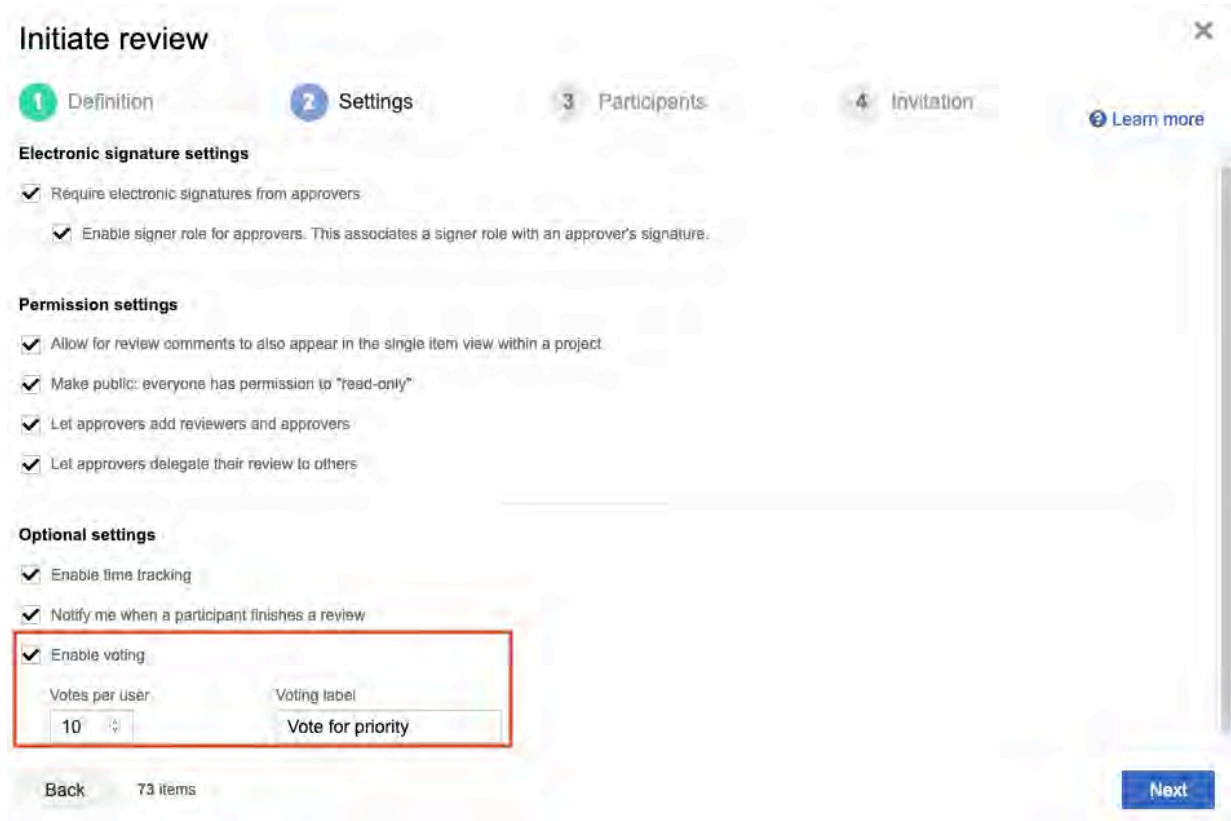 Initiate review
1 Definition 2 Settings 3 Participants 4 Invitation
Learn more
Electronic signature settings
Require electronic signatures from approvers
Enable signer role for approvers. This associates a signer role with an approver's signature.
Permission settings
Allow for review comments to also appear in the single item view within a project
Make public: everyone has permission to "read-only"
Let approvers add reviewers and approvers
Let approvers delegate their review to others
Optional settings
Enable time tracking
Notify me when a participant finishes a review
Enable voting
Votes per user Voting label
10 Vote for priority
Back 73 items Next